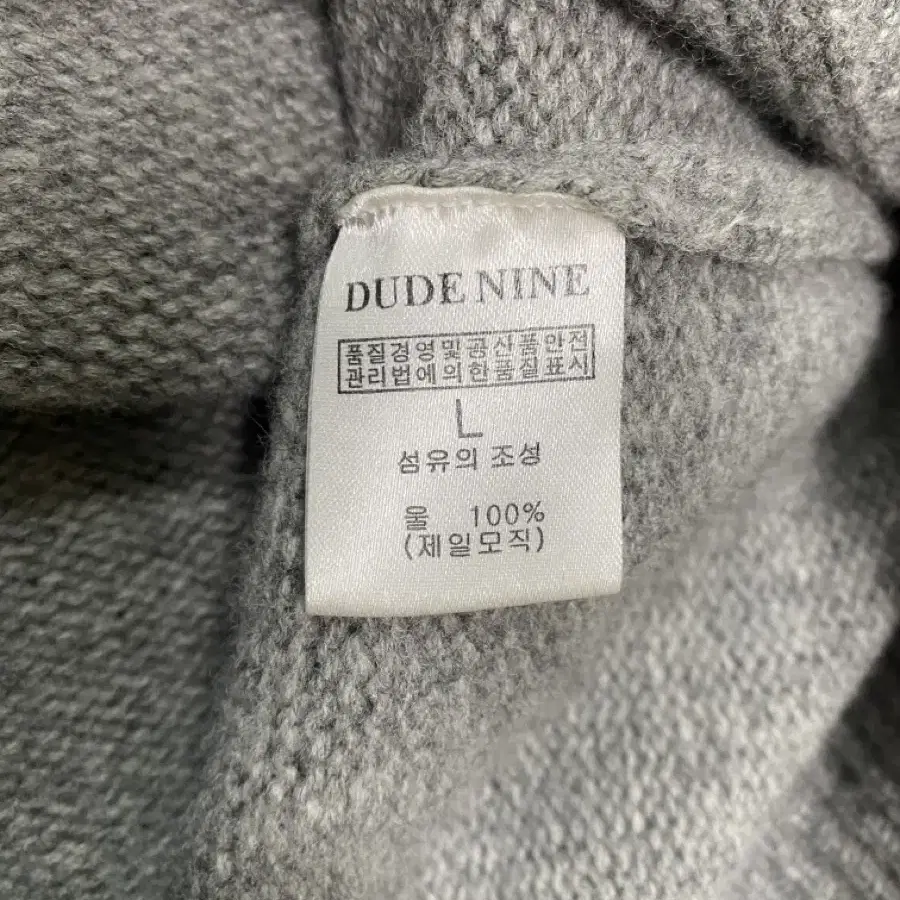 DUDE NINE
품질경영및공산품안전
관리법에의한품질표시
L
섬유의 조성
울 100%
(제일모직)